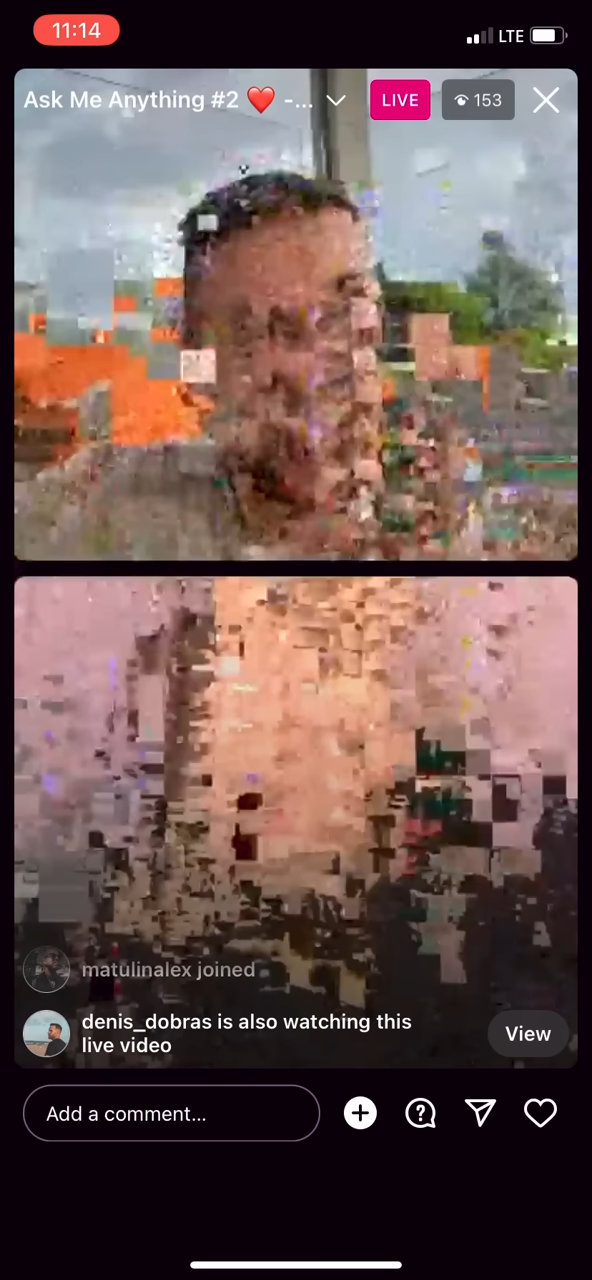 11:14
LTE
Ask Me Anything #2 ❤️ -...
LIVE
153
matulinalex joined
denis_dobras is also watching this
live video
View
Add a comment...